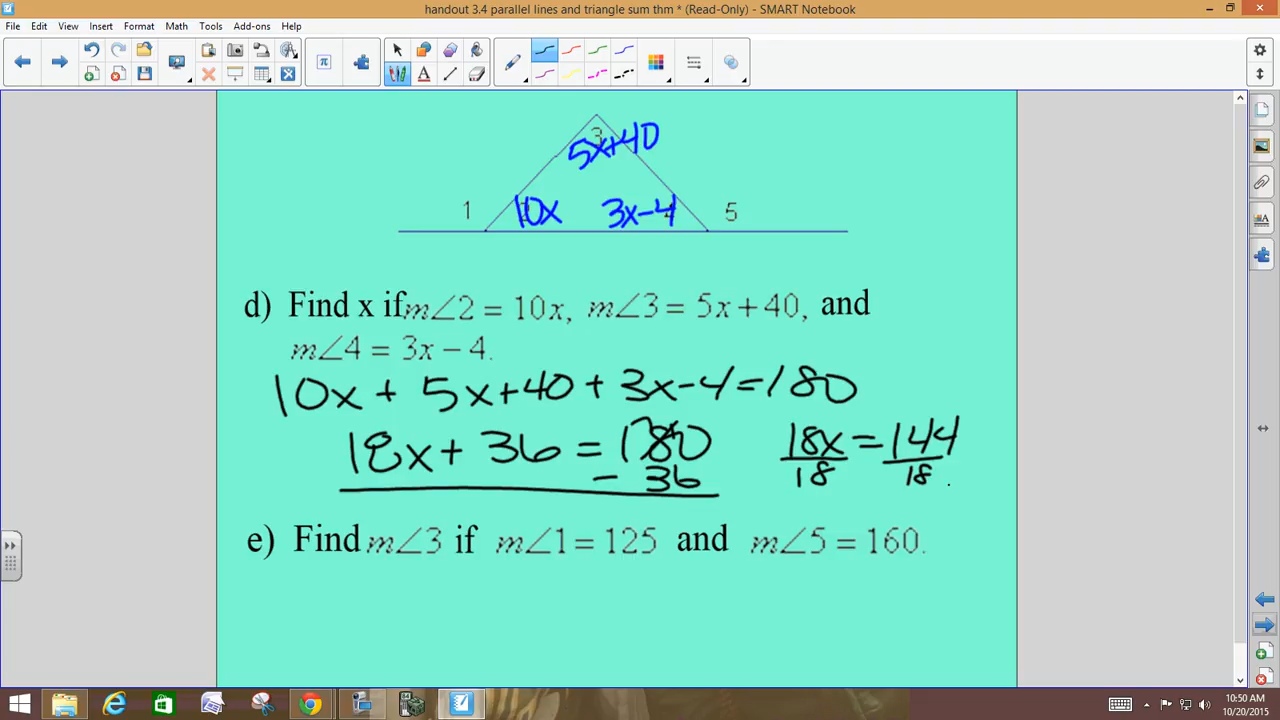 handout 3.4 parallel lines and triangle sum thm * (Read-Only) - SMART Notebook
File Edit View Insert Format Math Tools Add-ons Help
3
5x+40
1 10x 3x-4 5
d) Find x if m∠2 = 10x, m∠3 = 5x + 40, and
m∠4 = 3x - 4.
10x + 5x+40 + 3x-4=180
18x + 36 = 180 18x = 144
- 36 18 18
e) Find m∠3 if m∠1 = 125 and m∠5 = 160.
10:50 AM
10/20/2015